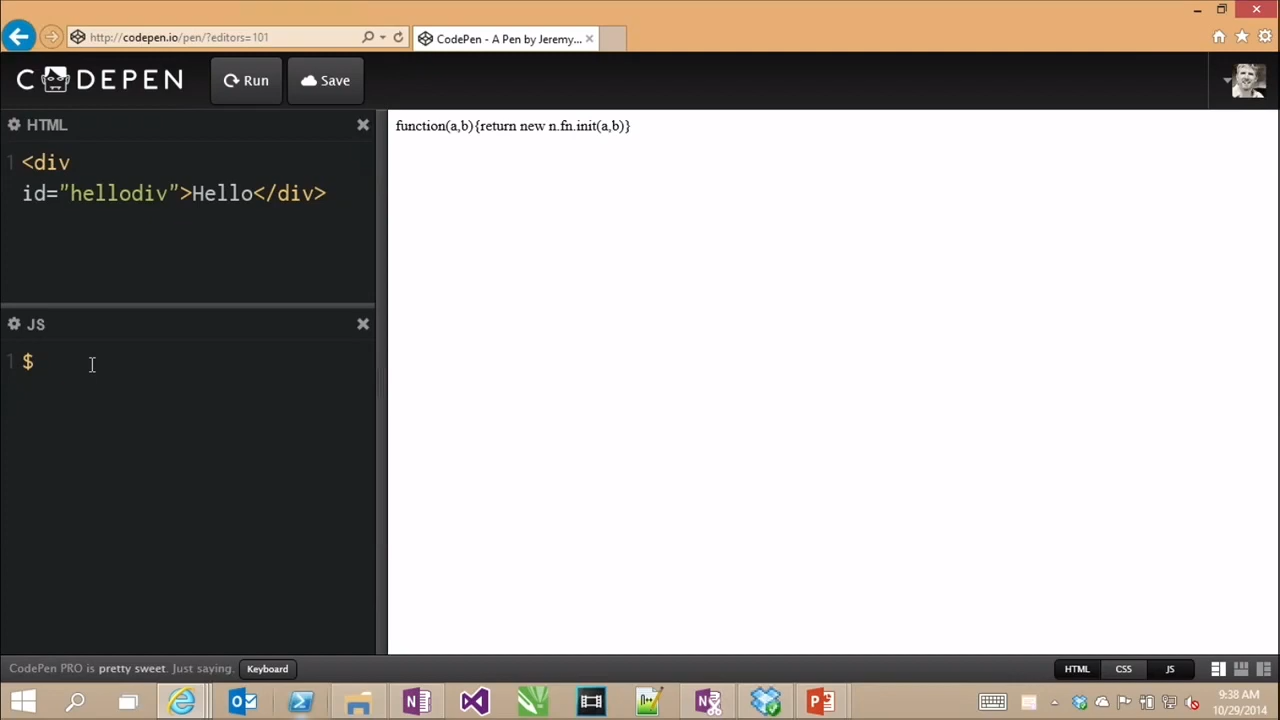 http://codepen.io/pen/?editors=101
CodePen - A Pen by Jeremy...
CODEPEN
Run
Save
HTML
1 <div
id="hellodiv">Hello</div>
JS
1 $
function(a,b){return new n.fn.init(a,b)}
CodePen PRO is pretty sweet. Just saying.
Keyboard
HTML
CSS
JS
9:38 AM
10/29/2014